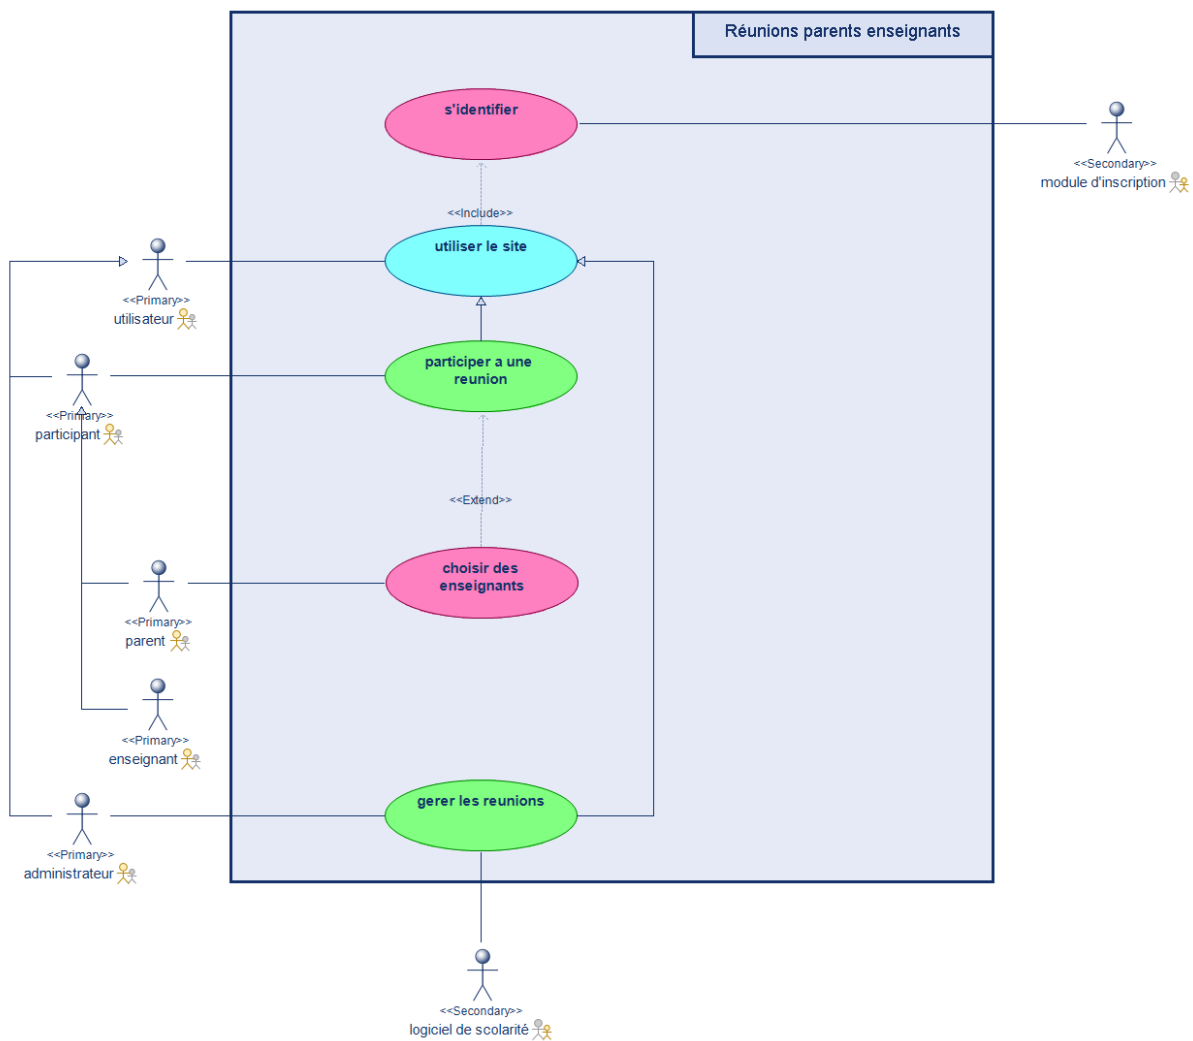 Réunions parents enseignants
s'identifier
<<Secondary>>
module d'inscription
<<Include>>
utiliser le site
<<Primary>>
utilisateur
participer a une
reunion
<<Primary>>
participant
<<Extend>>
choisir des
enseignants
<<Primary>>
parent
<<Primary>>
enseignant
gerer les reunions
<<Primary>>
administrateur
<<Secondary>>
logiciel de scolarité